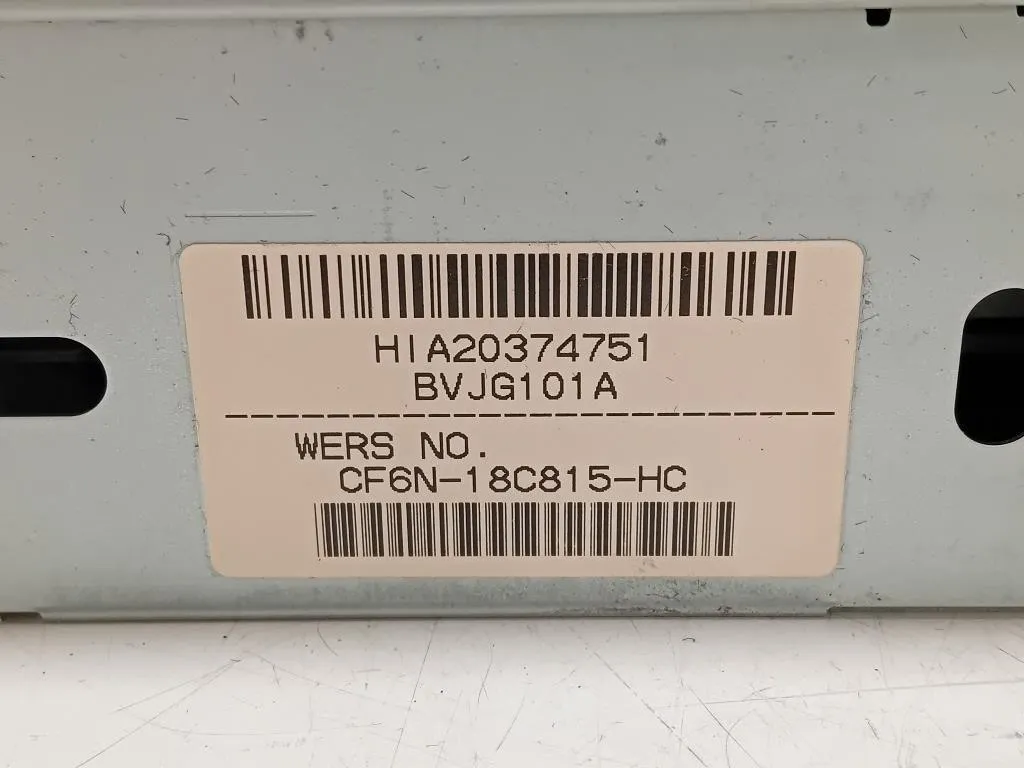 HIA20374751
BVJG101A
WERS NO.
CF6N-18C815-HC